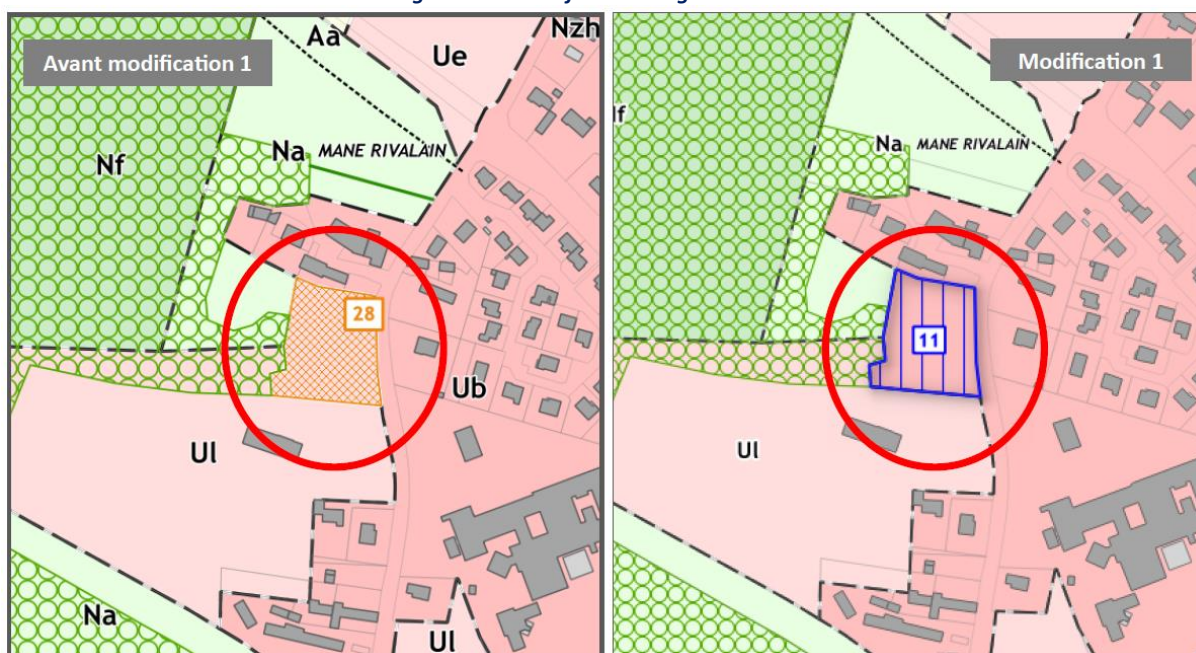 Avant modification 1
Aa
Ue
Nzh
Nf
Na
MANE RIVALAIN
28
Ub
Ul
Na
Ul
Modification 1
Na
MANE RIVALAIN
11
Ul